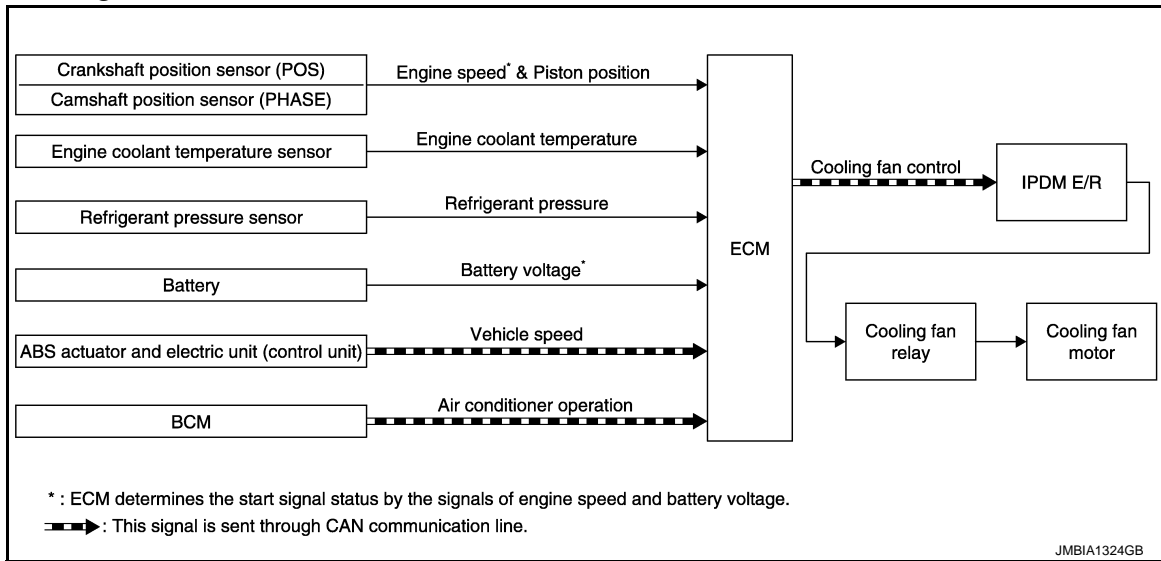 Crankshaft position sensor (POS)
Camshaft position sensor (PHASE)
Engine speed* & Piston position
Engine coolant temperature sensor
Engine coolant temperature
Refrigerant pressure sensor
Refrigerant pressure
Battery
Battery voltage*
ABS actuator and electric unit (control unit)
Vehicle speed
BCM
Air conditioner operation
ECM
Cooling fan control
IPDM E/R
Cooling fan
relay
Cooling fan
motor
* : ECM determines the start signal status by the signals of engine speed and battery voltage.
: This signal is sent through CAN communication line.
JMBIA1324GB